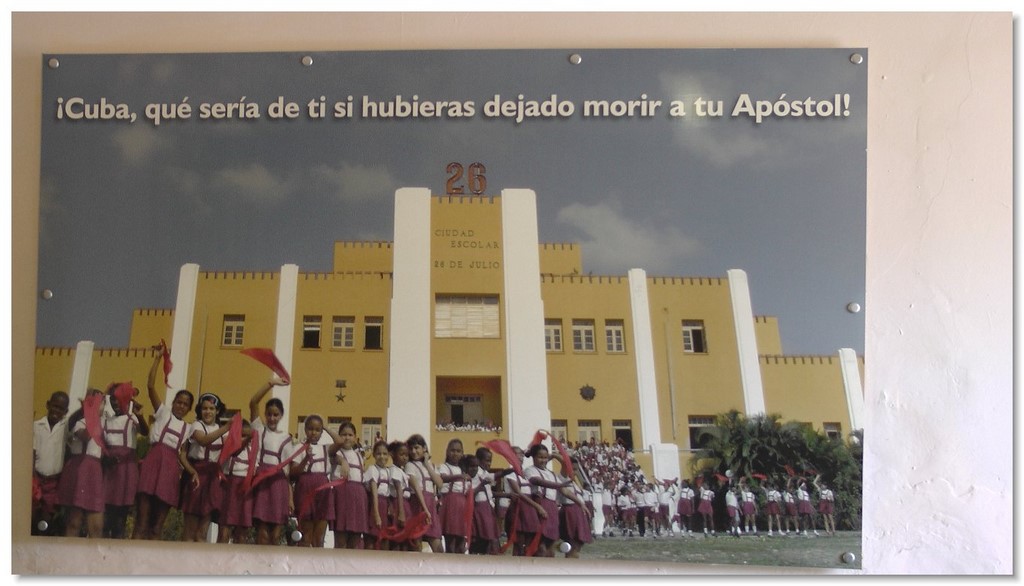 ¡Cuba, qué sería de ti si hubieras dejado morir a tu Apóstol!
26
CIUDAD
ESCOLAR
26 DE JULIO